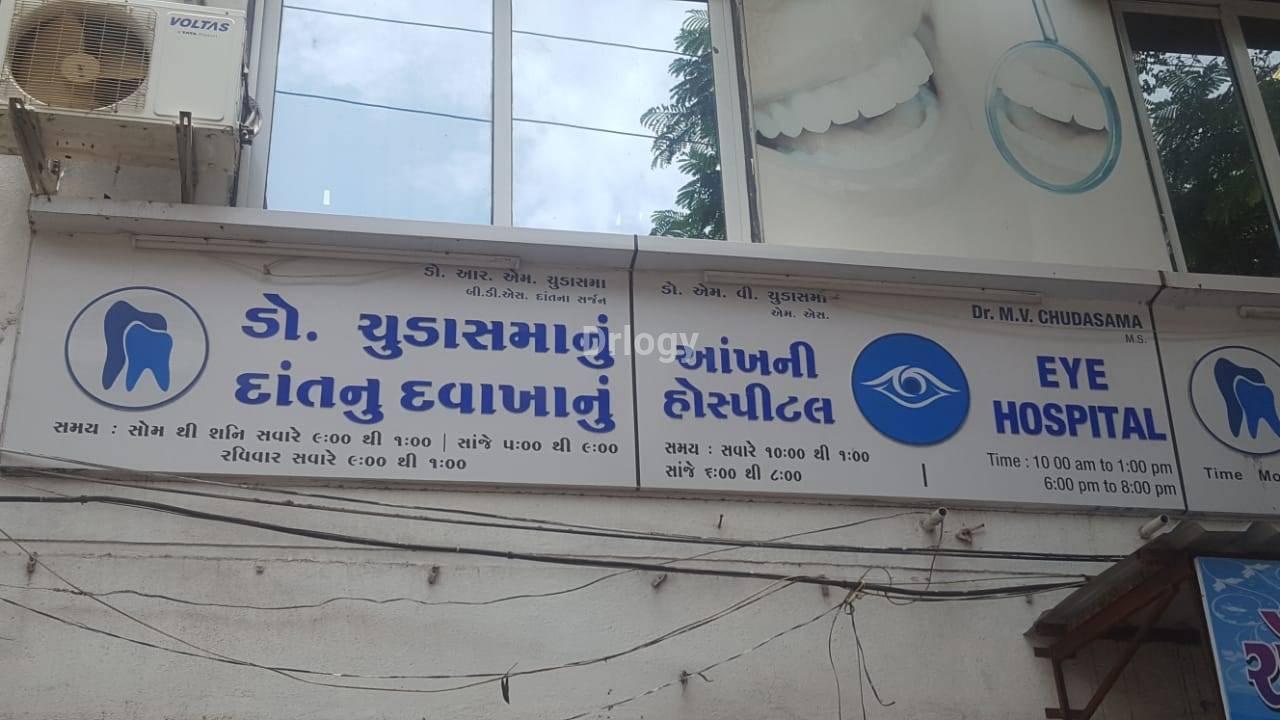 VOLTAS
ડો. આર. એમ. ચુડાસમા
બી.ડી.એસ. દાંતના સર્જન
ડો. ચુડાસમાનું
દાંતનુ દવાખાનું
સમય : સોમ થી શનિ સવારે ૯:૦૦ થી ૧:૦૦ | સાંજે ૫:૦૦ થી ૯:૦૦
રવિવાર સવારે ૯:૦૦ થી ૧:૦૦
Drlogy
ડો. એમ. વી. ચુડાસમા
એમ. એસ.
આંખની
હોસ્પીટલ
સમય : સવારે ૧૦:૦૦ થી ૧:૦૦
સાંજે ૬:૦૦ થી ૮:૦૦
Dr. M.V. CHUDASAMA
M.S.
EYE
HOSPITAL
Time : 10 00 am to 1:00 pm
6:00 pm to 8:00 pm
Time